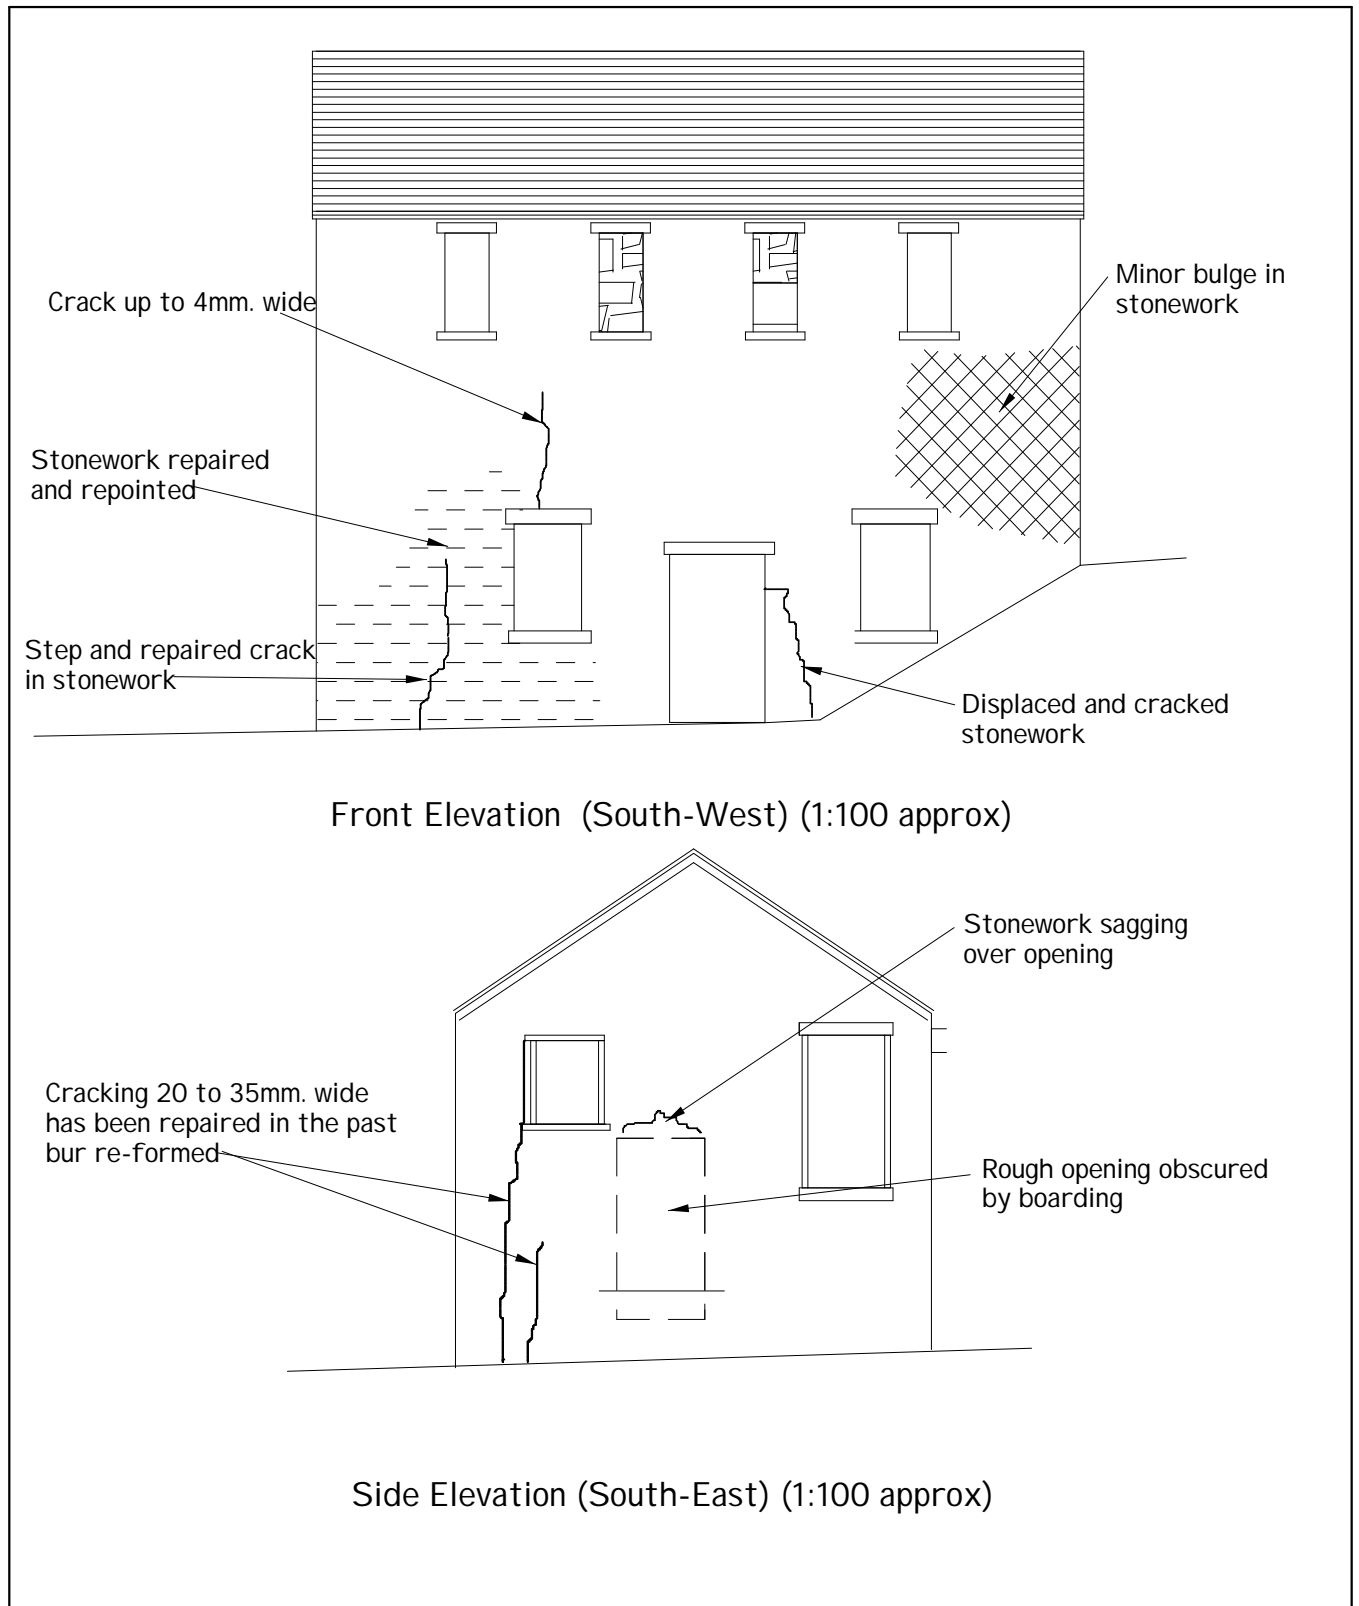 Crack up to 4mm. wide
Minor bulge in
stonework
Stonework repaired
and repointed
Step and repaired crack
in stonework
Displaced and cracked
stonework
Front Elevation (South-West) (1:100 approx)
Stonework sagging
over opening
Cracking 20 to 35mm. wide
has been repaired in the past
bur re-formed
Rough opening obscured
by boarding
Side Elevation (South-East) (1:100 approx)